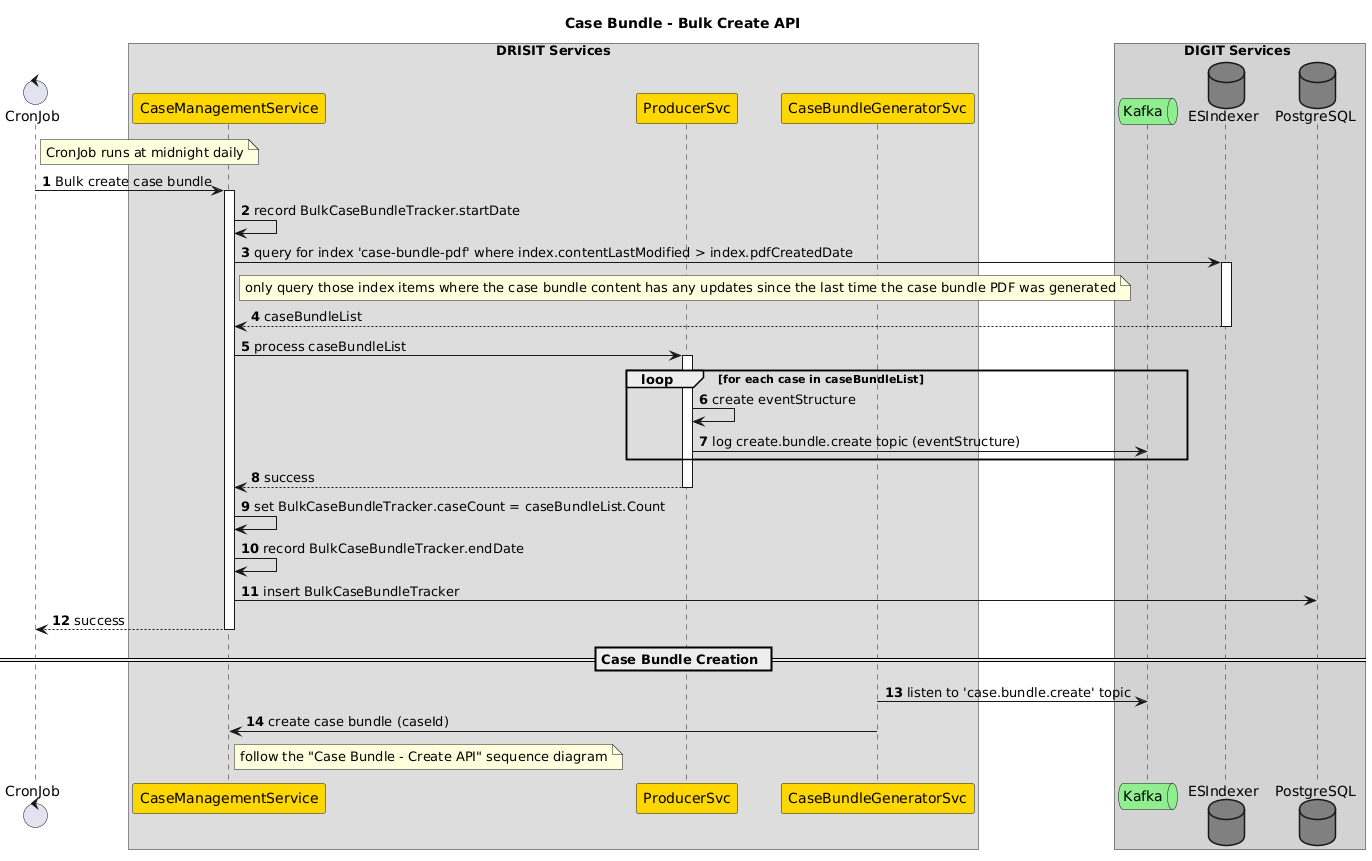 Case Bundle - Bulk Create API
DRISIT Services
DIGIT Services
CronJob
CaseManagementService
ProducerSvc
CaseBundleGeneratorSvc
Kafka
ESIndexer
PostgreSQL
CronJob runs at midnight daily
1 Bulk create case bundle
2 record BulkCaseBundleTracker.startDate
3 query for index 'case-bundle-pdf' where index.contentLastModified > index.pdfCreatedDate
only query those index items where the case bundle content has any updates since the last time the case bundle PDF was generated
4 caseBundleList
5 process caseBundleList
loop [for each case in caseBundleList]
6 create eventStructure
7 log create.bundle.create topic (eventStructure)
8 success
9 set BulkCaseBundleTracker.caseCount = caseBundleList.Count
10 record BulkCaseBundleTracker.endDate
11 insert BulkCaseBundleTracker
12 success
Case Bundle Creation
13 listen to 'case.bundle.create' topic
14 create case bundle (caseId)
follow the "Case Bundle - Create API" sequence diagram
CronJob
CaseManagementService
ProducerSvc
CaseBundleGeneratorSvc
Kafka
ESIndexer
PostgreSQL